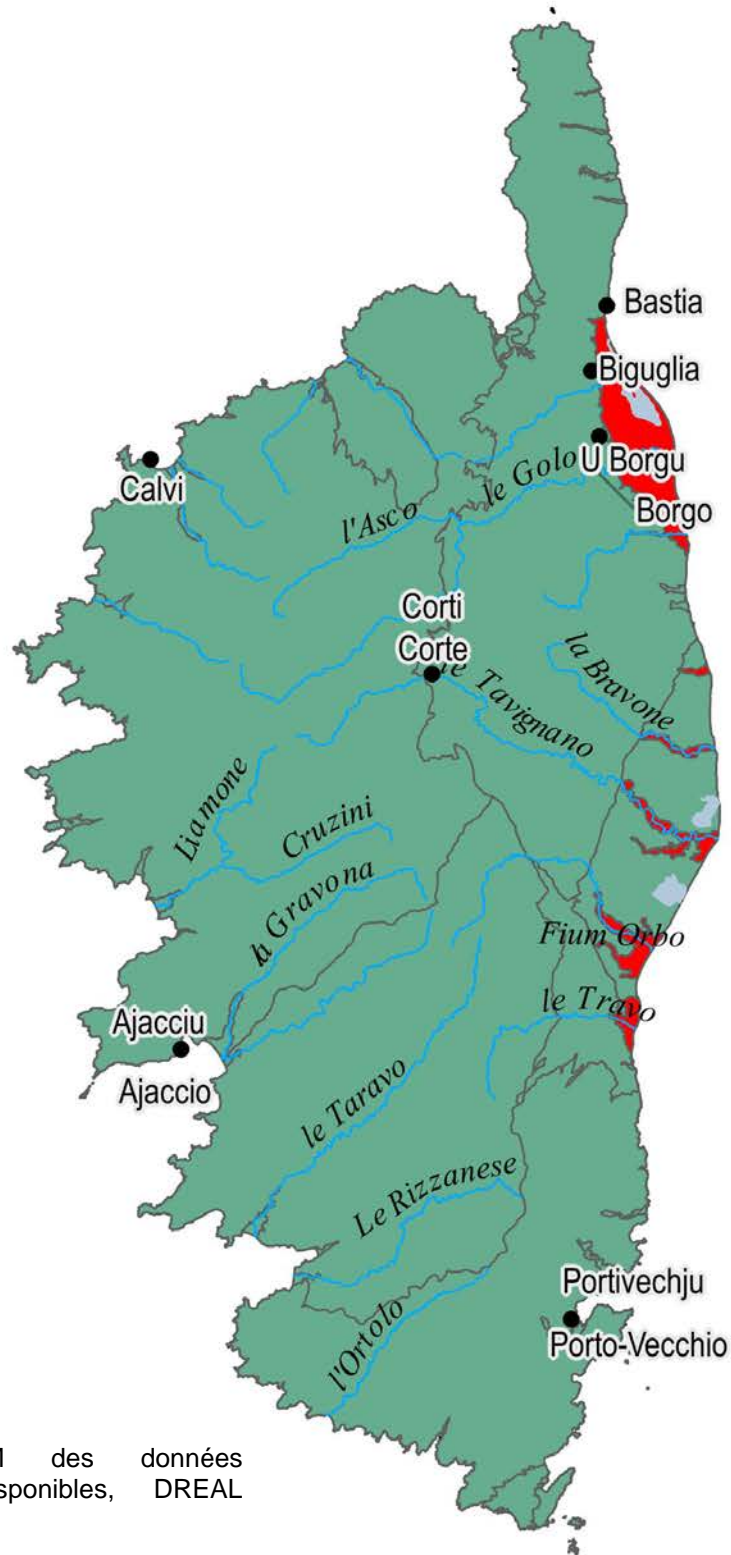 Bastia
Biguglia
U Borgu
le Golo
Calvi
Borgo
l'Asco
Corti
Corte
la Bravone
le Tavignano
Liamone
Cruzini
la Gravona
Fium Orbo
le Travo
Ajacciu
Ajaccio
le Taravo
Le Rizzanese
Portivechju
Porto-Vecchio
l'Ortolo
des données
sponibles, DREAL